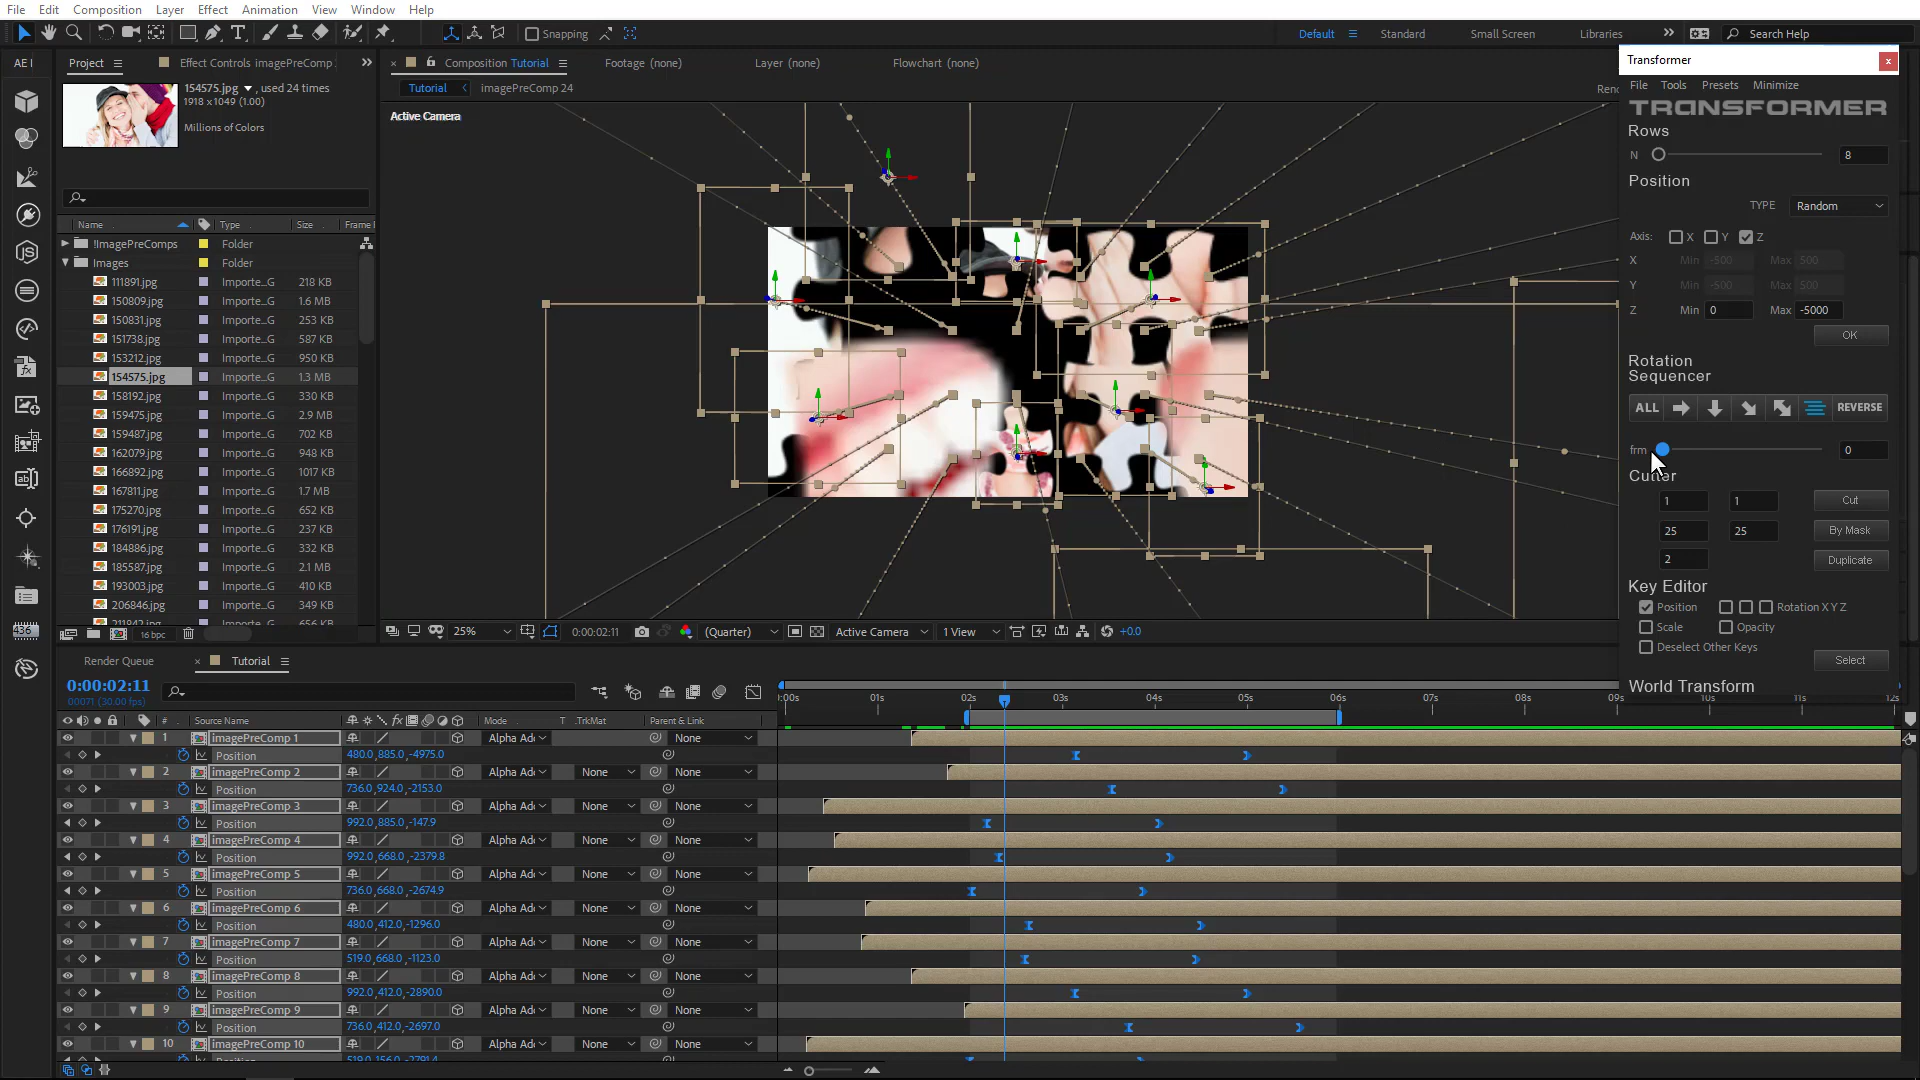 File Edit Composition Layer Effect Animation View Window Help
Snapping
Default Standard Small Screen Libraries Search Help
AE I Project Effect Controls imagePreComp
Composition Tutorial Footage (none) Layer (none) Flowchart (none)
Tutorial imagePreComp 24
154575.jpg , used 24 times
1918 x 1049 (1.00)
Millions of Colors
Active Camera
Name Type Size Frame
!ImagePreComps Folder
Images Folder
111891.jpg Importe...G 218 KB
150809.jpg Importe...G 1.6 MB
150831.jpg Importe...G 253 KB
151738.jpg Importe...G 587 KB
153212.jpg Importe...G 950 KB
154575.jpg Importe...G 1.3 MB
158192.jpg Importe...G 330 KB
159475.jpg Importe...G 2.9 MB
159487.jpg Importe...G 702 KB
162079.jpg Importe...G 948 KB
166892.jpg Importe...G 1017 KB
167811.jpg Importe...G 1.7 MB
175270.jpg Importe...G 652 KB
176191.jpg Importe...G 237 KB
184886.jpg Importe...G 332 KB
185587.jpg Importe...G 2.1 MB
193003.jpg Importe...G 410 KB
206846.jpg Importe...G 349 KB
211942.jpg Importe...G 656 KB
16 bpc
25% 0:00:02:11 (Quarter) Active Camera 1 View +0.0
Transformer
File Tools Presets Minimize
TRANSFORMER
Rows
N 8
Position
TYPE Random
Axis: X Y Z
X Min -500 Max 500
Y Min -500 Max 500
Z Min 0 Max -5000
OK
Rotation
Sequencer
ALL REVERSE
frm 0
Cutter
1 1 Cut
25 25 By Mask
2 Duplicate
Key Editor
Position Rotation X Y Z
Scale Opacity
Deselect Other Keys
Select
World Transform
Render Queue Tutorial
0:00:02:11
00071 (30.00 fps)
:00s 01s 02s 03s 04s 05s 06s 07s 08s 09s 10s 11s 12s
# Source Name Mode T .TrkMat Parent & Link
1 imagePreComp 1 Alpha Add None
Position 480.0,885.0,-4975.0
2 imagePreComp 2 Alpha Add None None
Position 736.0,924.0,-2153.0
3 imagePreComp 3 Alpha Add None None
Position 992.0,885.0,-147.9
4 imagePreComp 4 Alpha Add None None
Position 992.0,668.0,-2379.8
5 imagePreComp 5 Alpha Add None None
Position 736.0,668.0,-2674.9
6 imagePreComp 6 Alpha Add None None
Position 480.0,412.0,-1296.0
7 imagePreComp 7 Alpha Add None None
Position 519.0,668.0,-1123.0
8 imagePreComp 8 Alpha Add None None
Position 992.0,412.0,-2890.0
9 imagePreComp 9 Alpha Add None None
Position 736.0,412.0,-2697.0
10 imagePreComp 10 Alpha Add None None